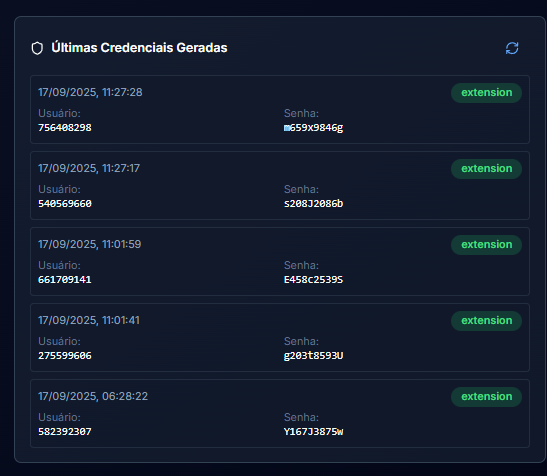 Últimas Credenciais Geradas
17/09/2025, 11:27:28 extension
Usuário: Senha:
756408298 m659x9846g
17/09/2025, 11:27:17 extension
Usuário: Senha:
540569660 s208J2086b
17/09/2025, 11:01:59 extension
Usuário: Senha:
661709141 E458c2539S
17/09/2025, 11:01:41 extension
Usuário: Senha:
275599606 g203t8593U
17/09/2025, 06:28:22 extension
Usuário: Senha:
582392307 Y167J3875w